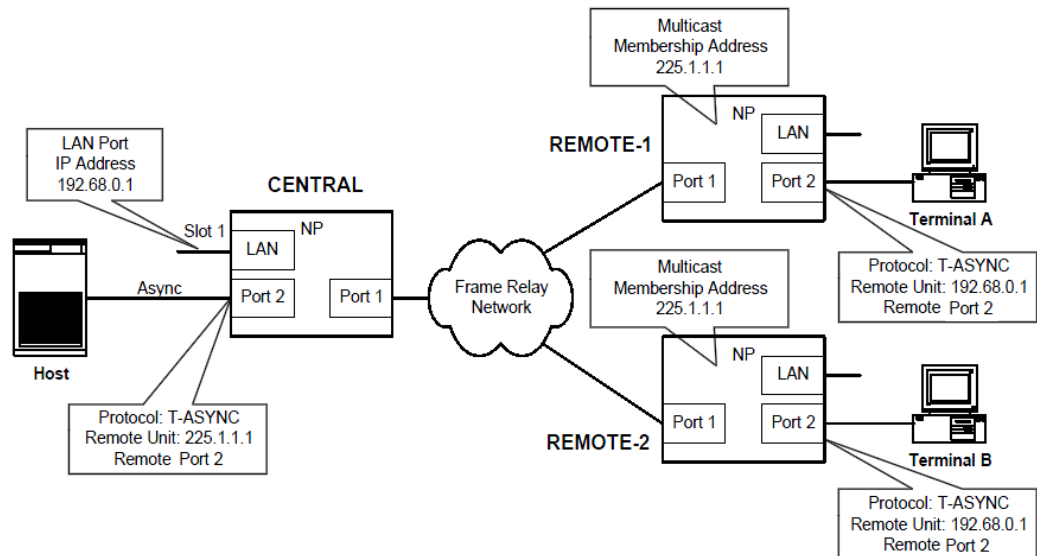 Multicast
Membership Address
225.1.1.1
NP
LAN
REMOTE-1
Port 1
Port 2
Terminal A
LAN Port
IP Address
192.68.0.1
CENTRAL
Slot 1
NP
LAN
Async
Port 2
Port 1
Host
Frame Relay
Network
Protocol: T-ASYNC
Remote Unit: 192.68.0.1
Remote Port 2
Multicast
Membership Address
225.1.1.1
NP
LAN
Port 1
Port 2
REMOTE-2
Terminal B
Protocol: T-ASYNC
Remote Unit: 225.1.1.1
Remote Port 2
Protocol: T-ASYNC
Remote Unit: 192.68.0.1
Remote Port 2